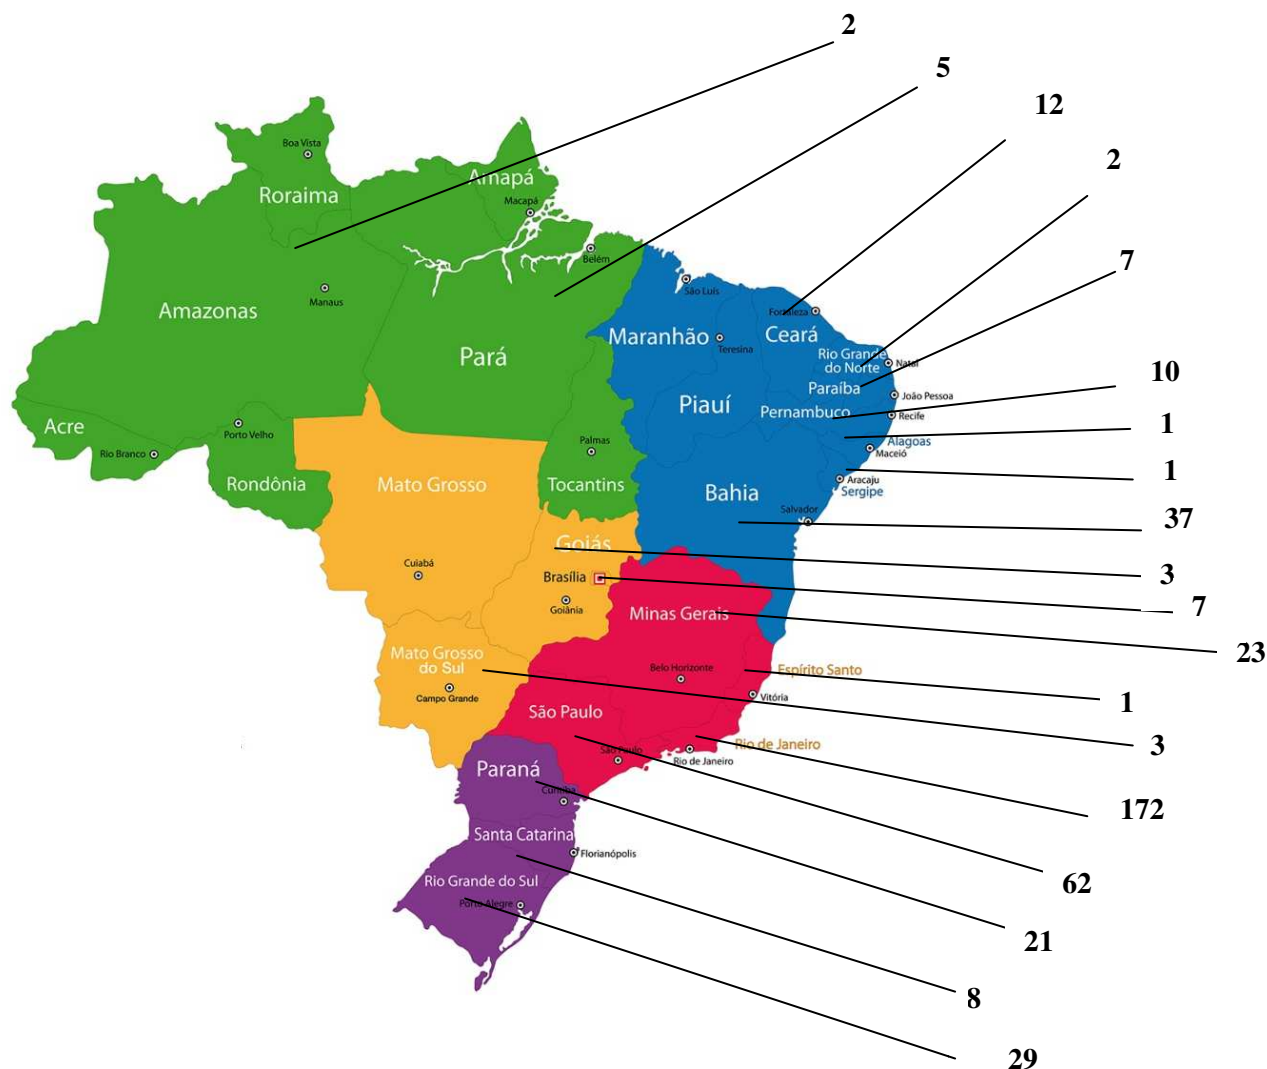 2
5
12
2
7
10
1
1
37
3
7
23
1
3
172
62
21
8
29
Boa Vista
Roraima
Amapá
Macapá
Belém
Manaus
Amazonas
Pará
São Luís
Maranhão
Teresina
Fortaleza
Ceará
Rio Grande
do Norte
Natal
Paraíba
João Pessoa
Piauí
Pernambuco
Recife
Alagoas
Maceió
Aracaju
Sergipe
Acre
Rio Branco
Porto Velho
Rondônia
Palmas
Tocantins
Mato Grosso
Cuiabá
Bahia
Salvador
Goiás
Brasília
Goiânia
Minas Gerais
Belo Horizonte
Espírito Santo
Vitória
Mato Grosso
do Sul
Campo Grande
São Paulo
São Paulo
Rio de Janeiro
Rio de Janeiro
Paraná
Curitiba
Santa Catarina
Florianópolis
Rio Grande do Sul
Porto Alegre